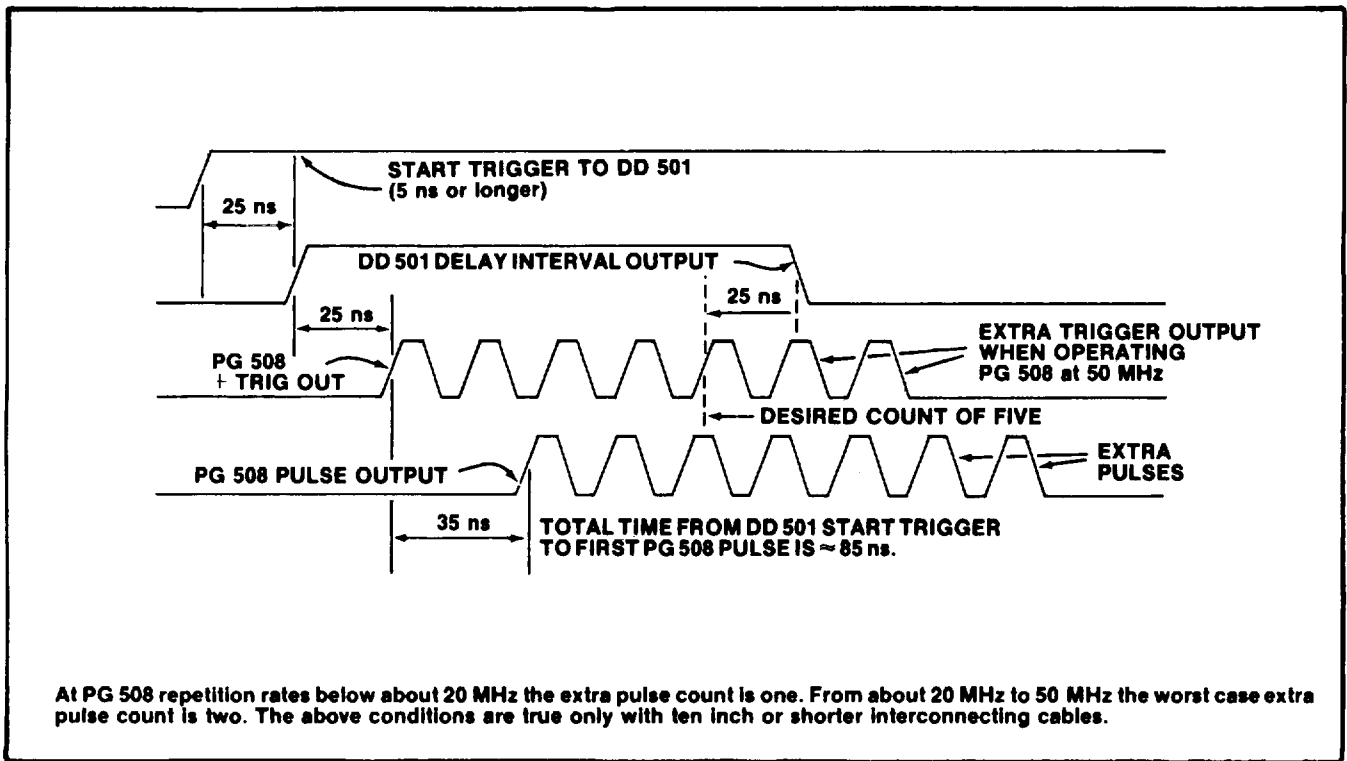 START TRIGGER TO DD 501
(5 ns or longer)
25 ns
DD 501 DELAY INTERVAL OUTPUT
25 ns
25 ns
PG 508
+ TRIG OUT
EXTRA TRIGGER OUTPUT
WHEN OPERATING
PG 508 at 50 MHz
DESIRED COUNT OF FIVE
PG 508 PULSE OUTPUT
EXTRA
PULSES
35 ns
TOTAL TIME FROM DD 501 START TRIGGER
TO FIRST PG 508 PULSE IS ≈ 85 ns.
At PG 508 repetition rates below about 20 MHz the extra pulse count is one. From about 20 MHz to 50 MHz the worst case extra
pulse count is two. The above conditions are true only with ten inch or shorter interconnecting cables.